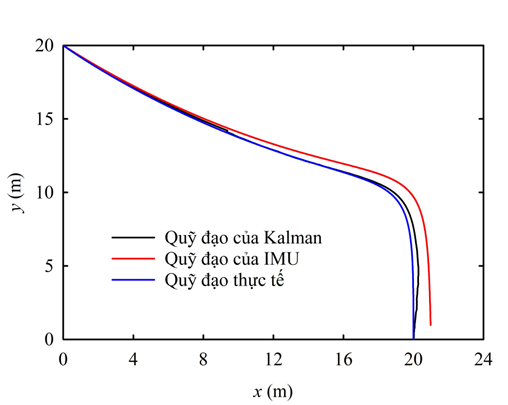 20
15
10
5
0
y (m)
Quỹ đạo của Kalman
Quỹ đạo của IMU
Quỹ đạo thực tế
0 4 8 12 16 20 24
x (m)